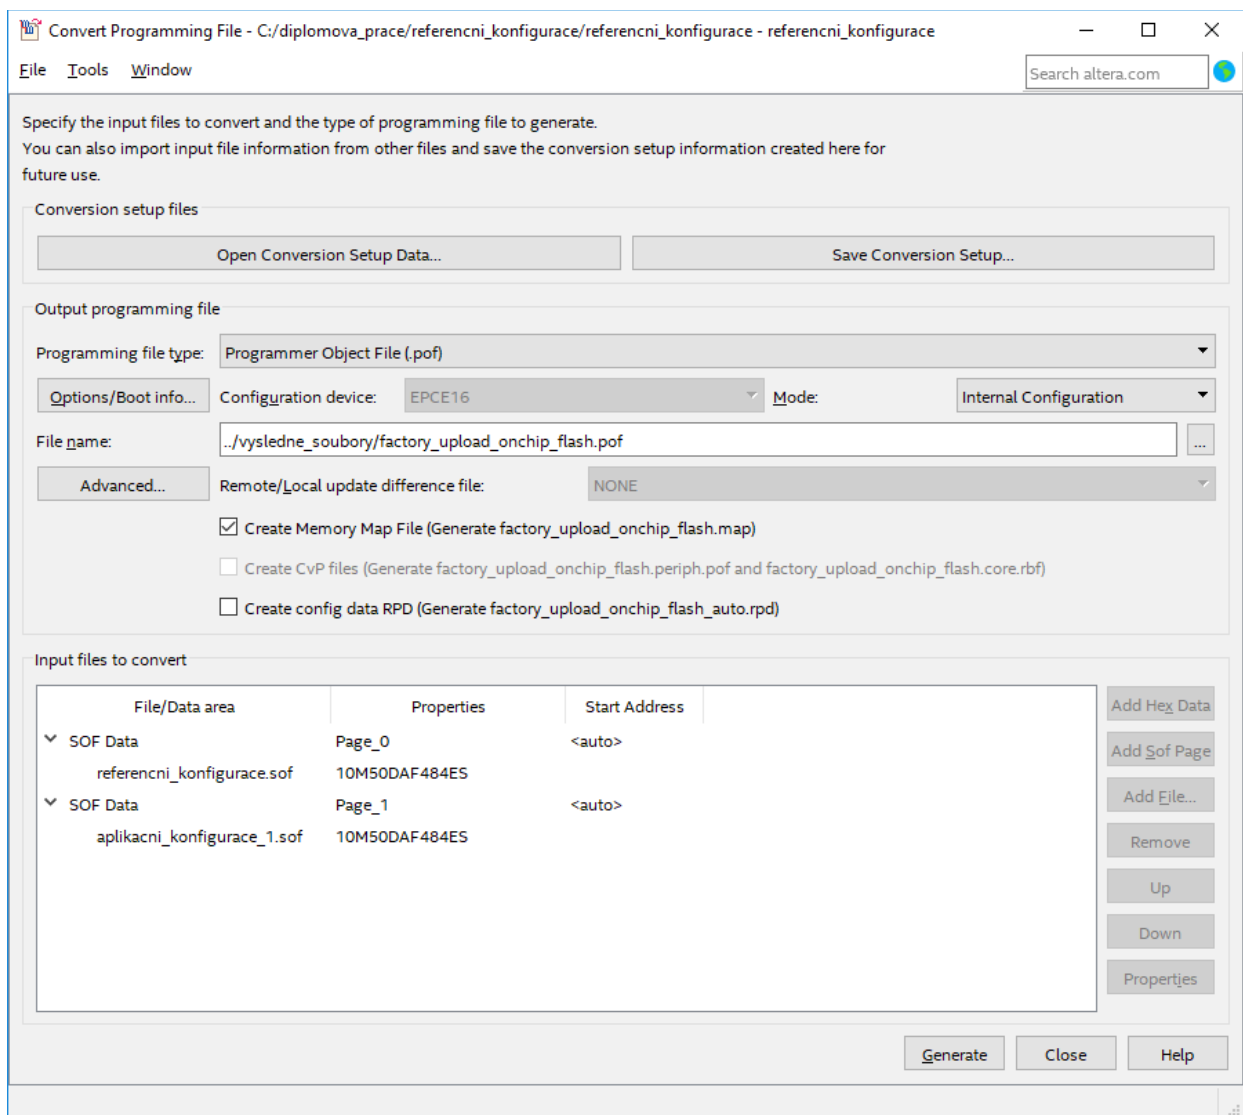 Convert Programming File - C:/diplomova_prace/referencni_konfigurace/referencni_konfigurace - referencni_konfigurace
File Tools Window
Search altera.com
Specify the input files to convert and the type of programming file to generate.
You can also import input file information from other files and save the conversion setup information created here for
future use.
Conversion setup files
Open Conversion Setup Data...
Save Conversion Setup...
Output programming file
Programming file type: Programmer Object File (.pof)
Options/Boot info... Configuration device: EPCE16 Mode: Internal Configuration
File name: ../vysledne_soubory/factory_upload_onchip_flash.pof ...
Advanced... Remote/Local update difference file: NONE
Create Memory Map File (Generate factory_upload_onchip_flash.map)
Create CvP files (Generate factory_upload_onchip_flash.periph.pof and factory_upload_onchip_flash.core.rbf)
Create config data RPD (Generate factory_upload_onchip_flash_auto.rpd)
Input files to convert
File/Data area Properties Start Address
SOF Data Page_0 <auto>
referencni_konfigurace.sof 10M50DAF484ES
SOF Data Page_1 <auto>
aplikacni_konfigurace_1.sof 10M50DAF484ES
Add Hex Data
Add Sof Page
Add File...
Remove
Up
Down
Properties
Generate Close Help